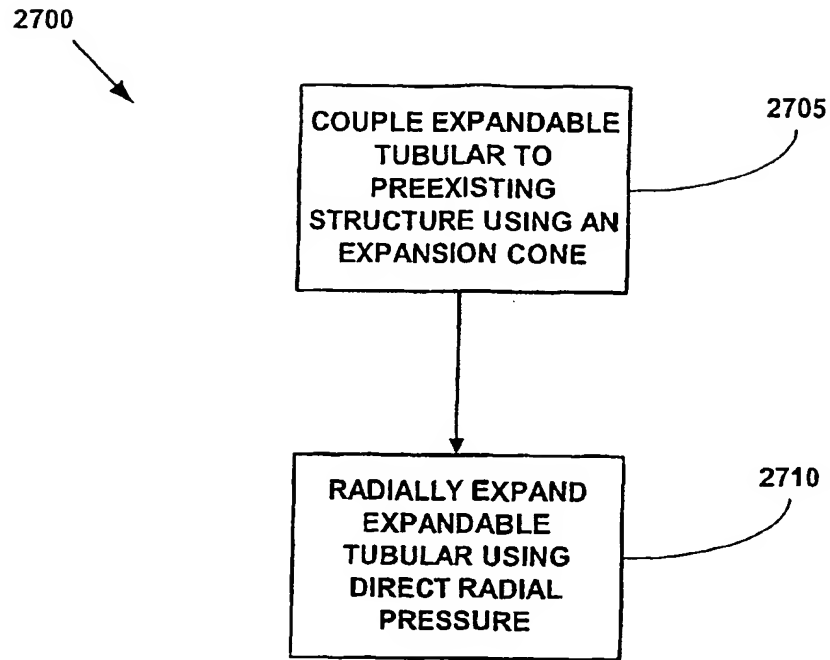 2700
COUPLE EXPANDABLE
TUBULAR TO
PREEXISTING
STRUCTURE USING AN
EXPANSION CONE
2705
RADIALLY EXPAND
EXPANDABLE
TUBULAR USING
DIRECT RADIAL
PRESSURE
2710